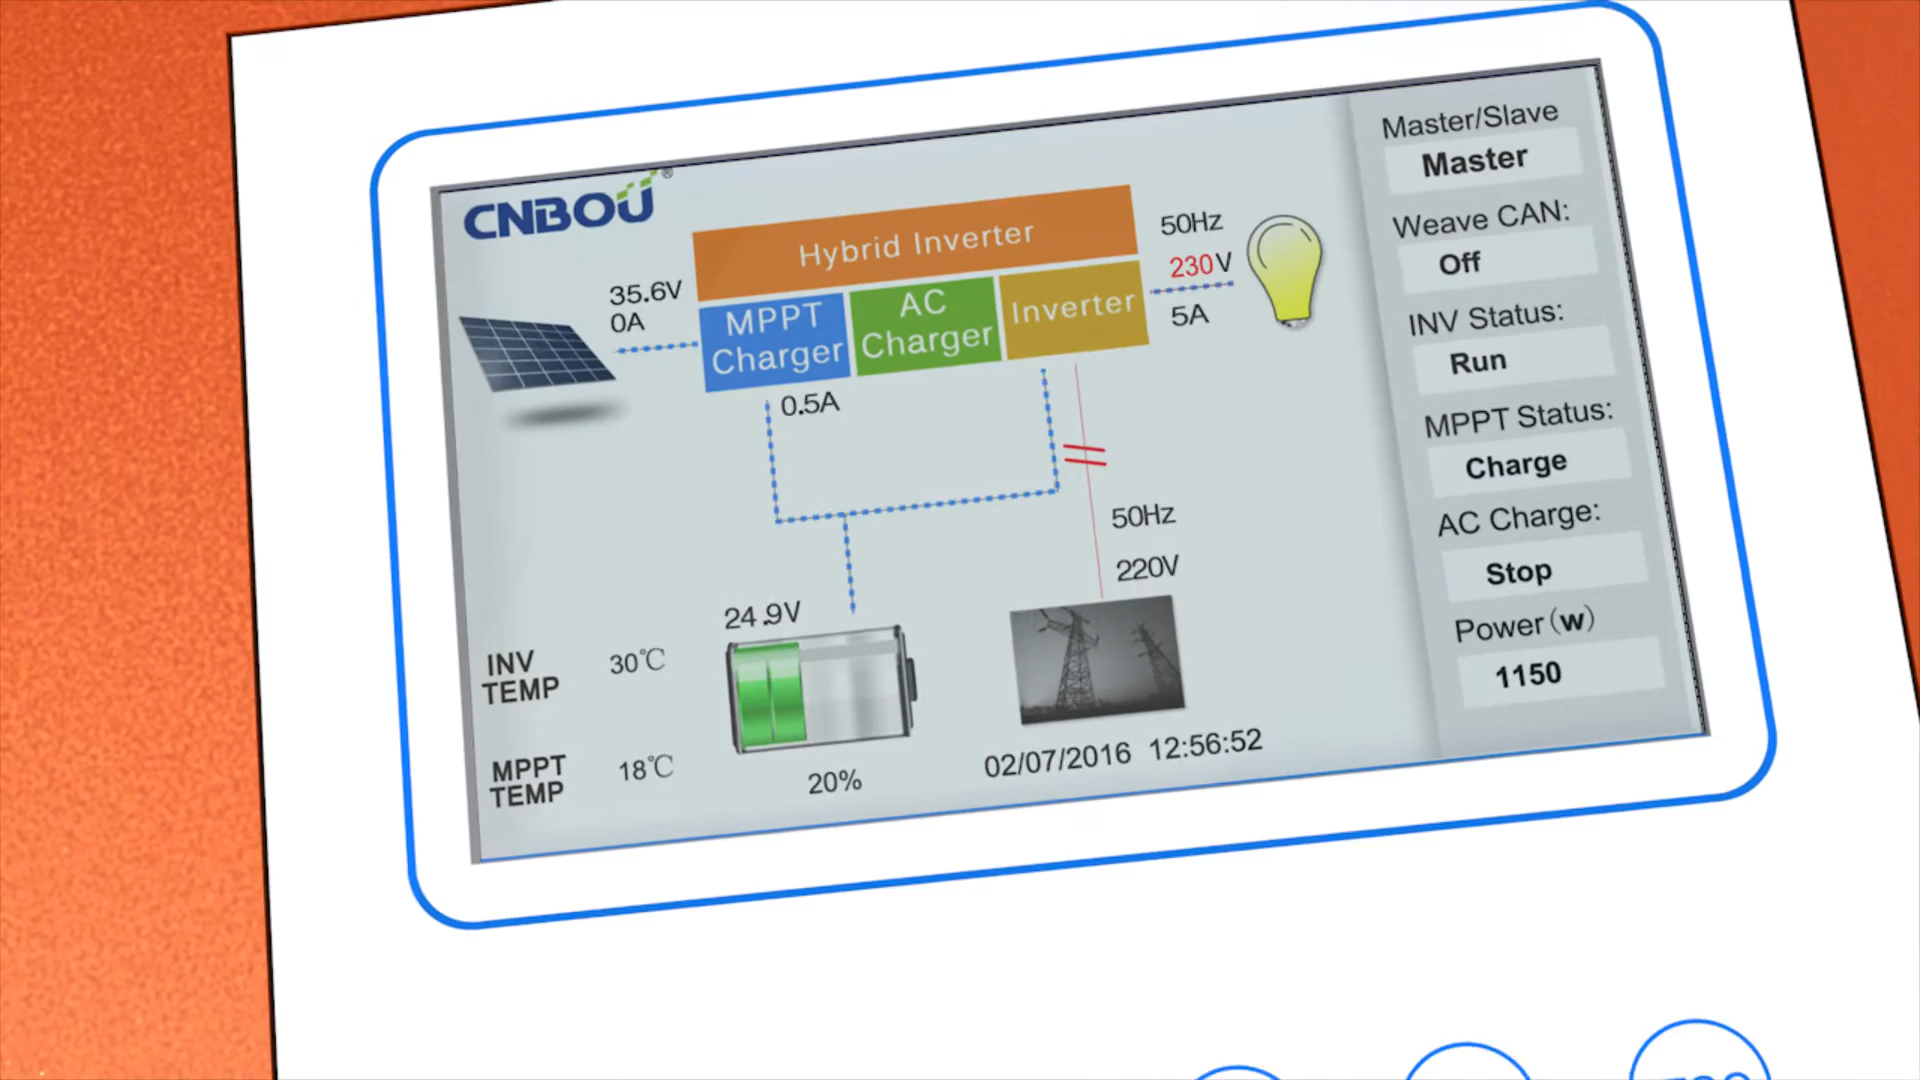 CNBOU®
Hybrid Inverter
MPPT
Charger
AC
Charger
Inverter
35.6V
0A
50Hz
230V
5A
0.5A
50Hz
220V
24.9V
INV
TEMP
30℃
MPPT
TEMP
18℃
20%
02/07/2016 12:56:52
Master/Slave
Master
Weave CAN:
Off
INV Status:
Run
MPPT Status:
Charge
AC Charge:
Stop
Power(w)
1150